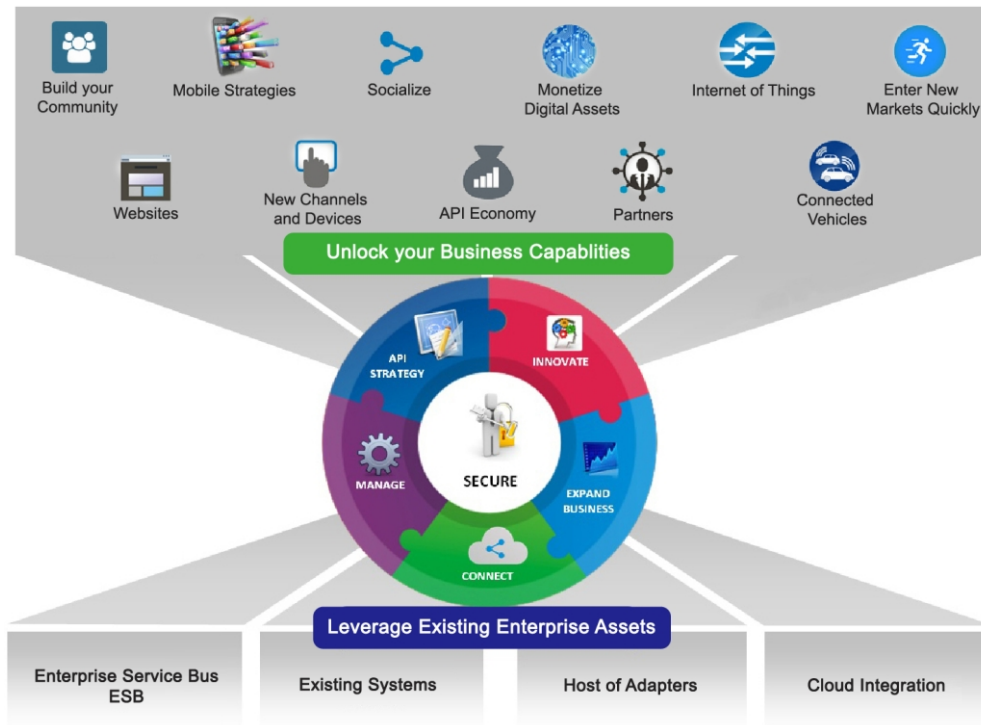 Build your
Community
Mobile Strategies
Socialize
Monetize
Digital Assets
Internet of Things
Enter New
Markets Quickly
Websites
New Channels
and Devices
API Economy
Partners
Connected
Vehicles
Unlock your Business Capablities
API
STRATEGY
INNOVATE
MANAGE
SECURE
EXPAND
BUSINESS
CONNECT
Leverage Existing Enterprise Assets
Enterprise Service Bus
ESB
Existing Systems
Host of Adapters
Cloud Integration